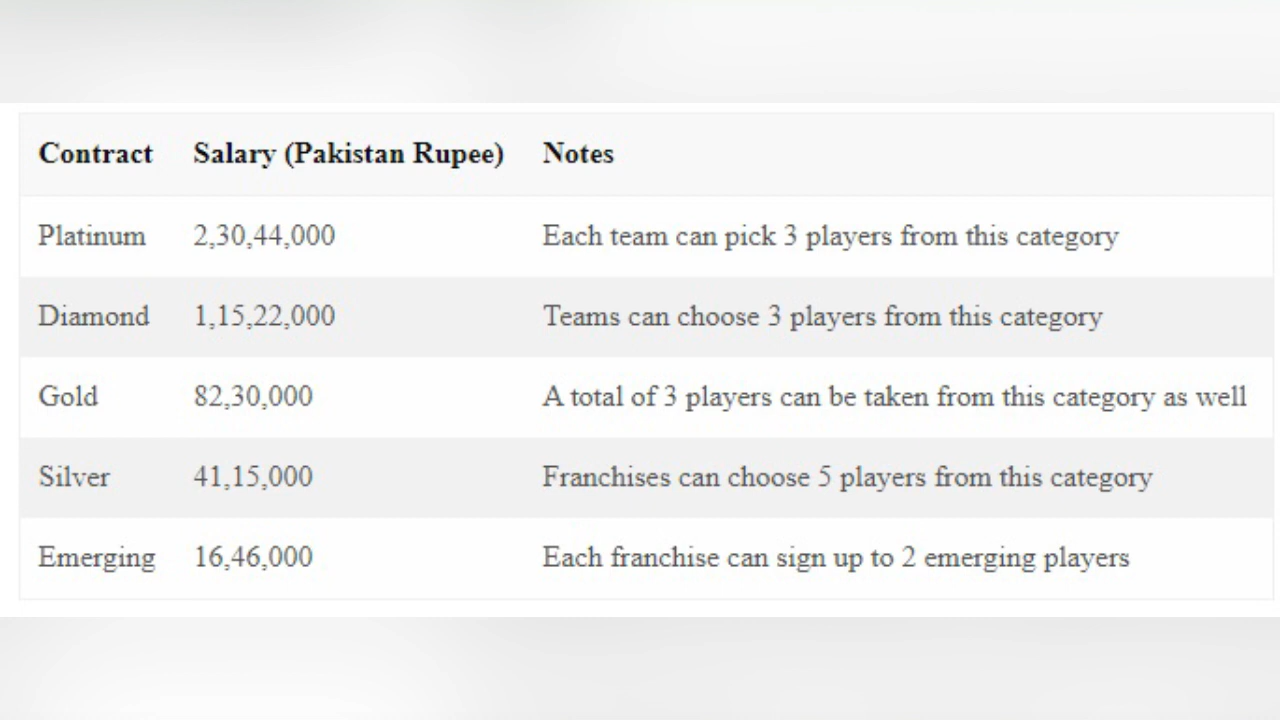 Contract Salary (Pakistan Rupee) Notes
Platinum 2,30,44,000 Each team can pick 3 players from this category
Diamond 1,15,22,000 Teams can choose 3 players from this category
Gold 82,30,000 A total of 3 players can be taken from this category as well
Silver 41,15,000 Franchises can choose 5 players from this category
Emerging 16,46,000 Each franchise can sign up to 2 emerging players